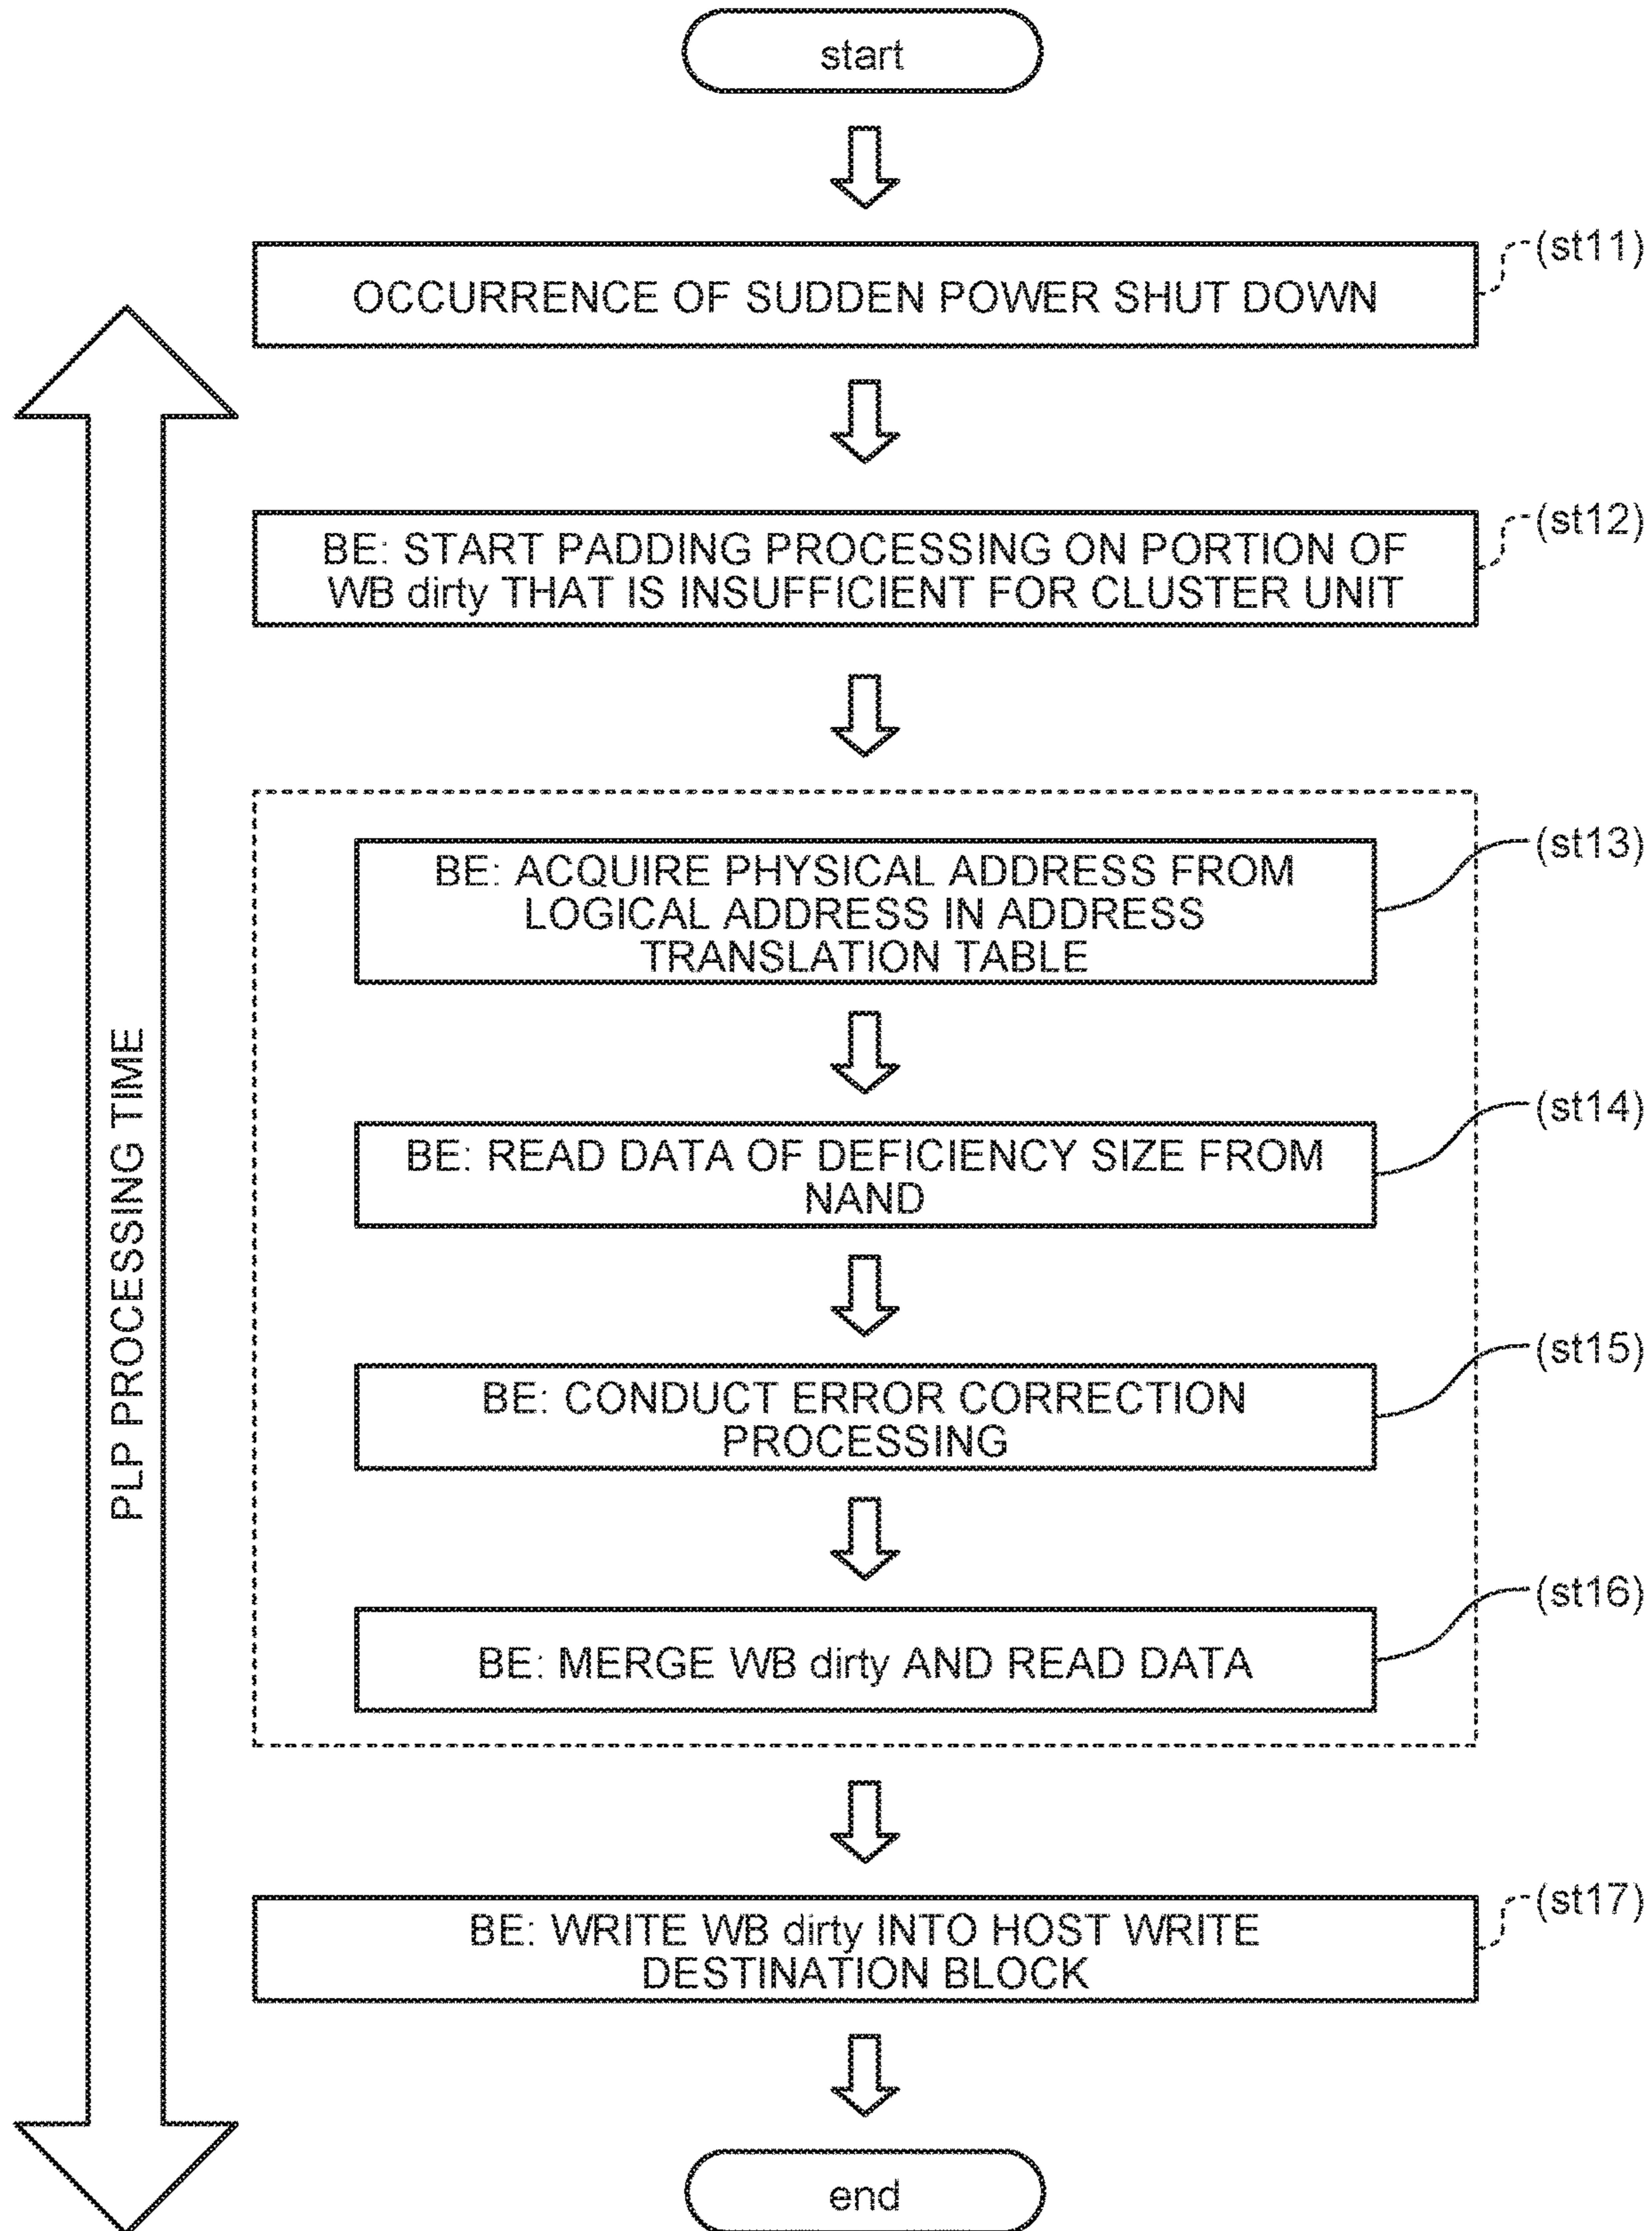 start
OCCURRENCE OF SUDDEN POWER SHUT DOWN
(st11)
BE: START PADDING PROCESSING ON PORTION OF
WB dirty THAT IS INSUFFICIENT FOR CLUSTER UNIT
(st12)
BE: ACQUIRE PHYSICAL ADDRESS FROM
LOGICAL ADDRESS IN ADDRESS
TRANSLATION TABLE
(st13)
BE: READ DATA OF DEFICIENCY SIZE FROM
NAND
(st14)
PLP PROCESSING TIME
BE: CONDUCT ERROR CORRECTION
PROCESSING
(st15)
BE: MERGE WB dirty AND READ DATA
(st16)
BE: WRITE WB dirty INTO HOST WRITE
DESTINATION BLOCK
(st17)
end